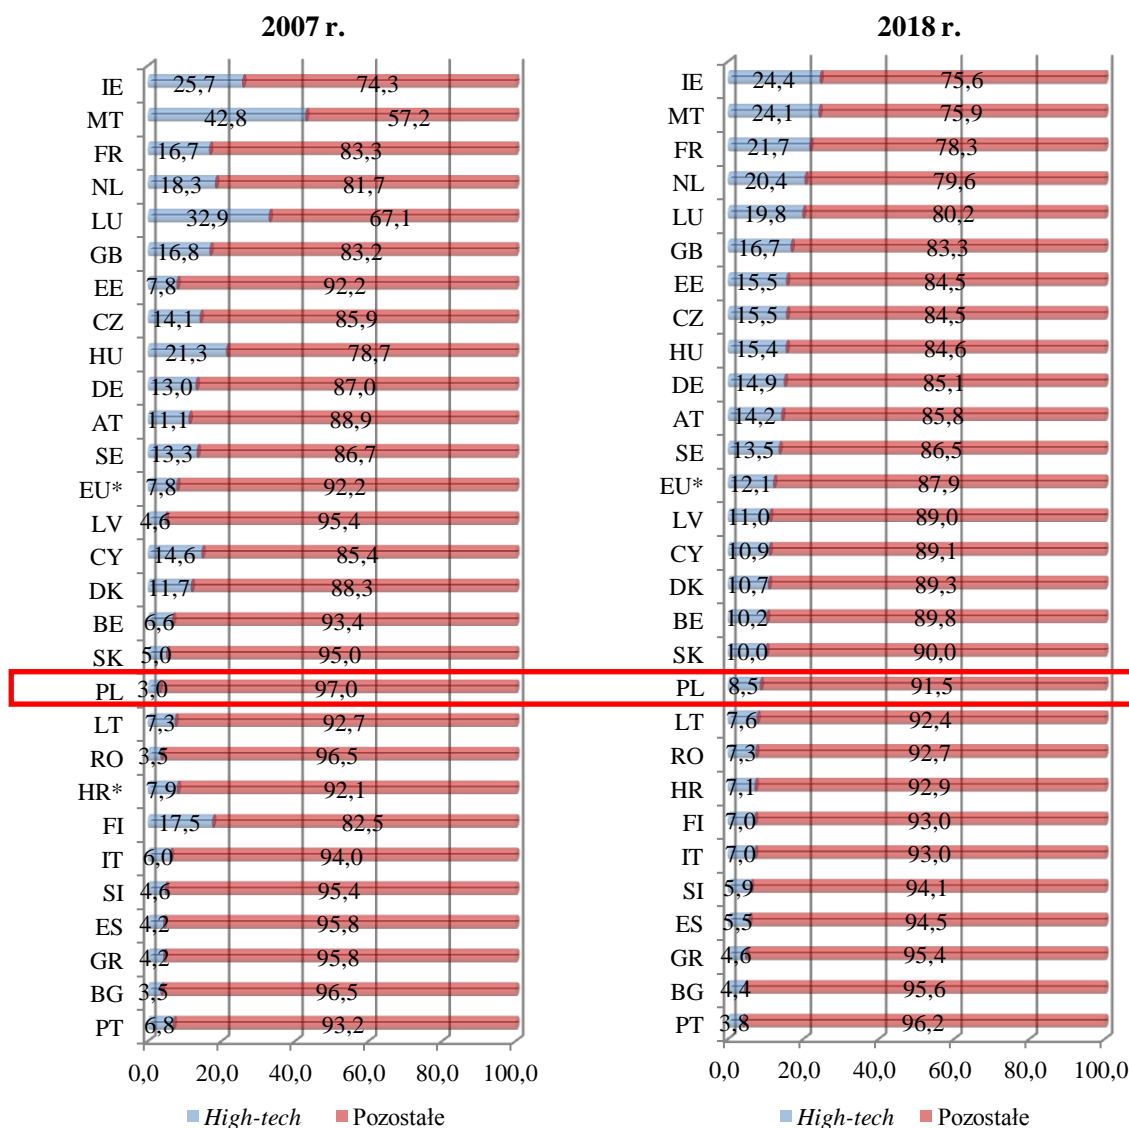 2007 r.
IE 25,7 74,3
MT 42,8 57,2
FR 16,7 83,3
NL 18,3 81,7
LU 32,9 67,1
GB 16,8 83,2
EE 7,8 92,2
CZ 14,1 85,9
HU 21,3 78,7
DE 13,0 87,0
AT 11,1 88,9
SE 13,3 86,7
EU* 7,8 92,2
LV 4,6 95,4
CY 14,6 85,4
DK 11,7 88,3
BE 6,6 93,4
SK 5,0 95,0
PL 3,0 97,0
LT 7,3 92,7
RO 3,5 96,5
HR* 7,9 92,1
FI 17,5 82,5
IT 6,0 94,0
SI 4,6 95,4
ES 4,2 95,8
GR 4,2 95,8
BG 3,5 96,5
PT 6,8 93,2
0,0 20,0 40,0 60,0 80,0 100,0
High-tech Pozostałe
2018 r.
IE 24,4 75,6
MT 24,1 75,9
FR 21,7 78,3
NL 20,4 79,6
LU 19,8 80,2
GB 16,7 83,3
EE 15,5 84,5
CZ 15,5 84,5
HU 15,4 84,6
DE 14,9 85,1
AT 14,2 85,8
SE 13,5 86,5
EU* 12,1 87,9
LV 11,0 89,0
CY 10,9 89,1
DK 10,7 89,3
BE 10,2 89,8
SK 10,0 90,0
PL 8,5 91,5
LT 7,6 92,4
RO 7,3 92,7
HR 7,1 92,9
FI 7,0 93,0
IT 7,0 93,0
SI 5,9 94,1
ES 5,5 94,5
GR 4,6 95,4
BG 4,4 95,6
PT 3,8 96,2
0,0 20,0 40,0 60,0 80,0 100,0
High-tech Pozostałe